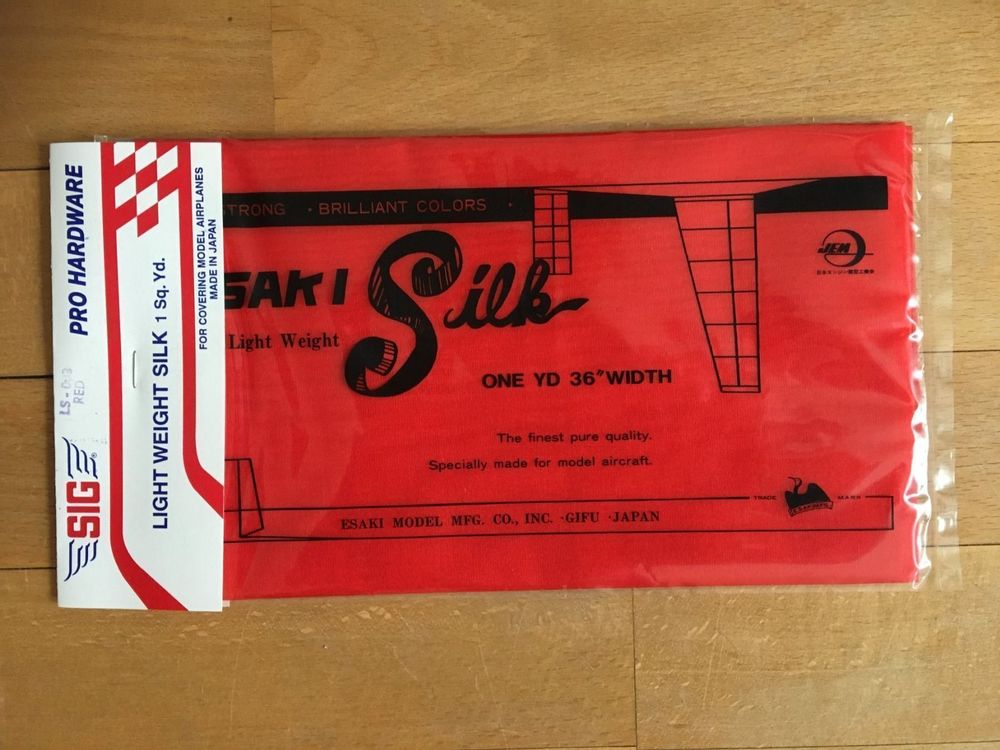 PRO HARDWARE
LIGHT WEIGHT SILK 1 Sq. Yd.
FOR COVERING MODEL AIRPLANES
MADE IN JAPAN
RED
SIG®
TRONG · BRILLIANT COLORS ·
SAKI Silk
Light Weight
ONE YD 36″WIDTH
JEM
The finest pure quality.
Specially made for model aircraft.
TRADE MARK
ESAKI MODEL MFG. CO., INC. ·GIFU ·JAPAN